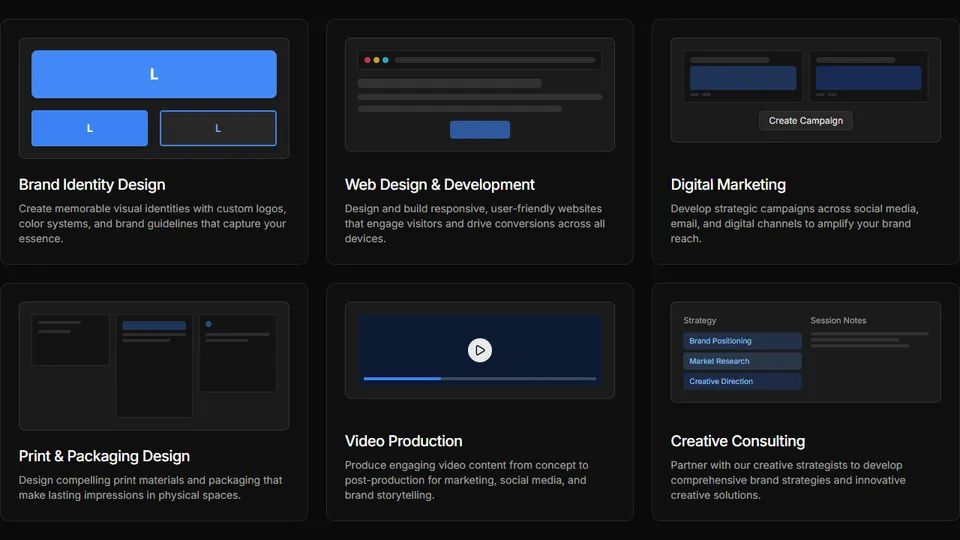 L
L
L
Brand Identity Design
Create memorable visual identities with custom logos,
color systems, and brand guidelines that capture your
essence.
Web Design & Development
Design and build responsive, user-friendly websites
that engage visitors and drive conversions across all
devices.
Create Campaign
Digital Marketing
Develop strategic campaigns across social media,
email, and digital channels to amplify your brand
reach.
Print & Packaging Design
Design compelling print materials and packaging that
make lasting impressions in physical spaces.
Video Production
Produce engaging video content from concept to
post-production for marketing, social media, and
brand storytelling.
Strategy
Brand Positioning
Market Research
Creative Direction
Session Notes
Creative Consulting
Partner with our creative strategists to develop
comprehensive brand strategies and innovative
creative solutions.